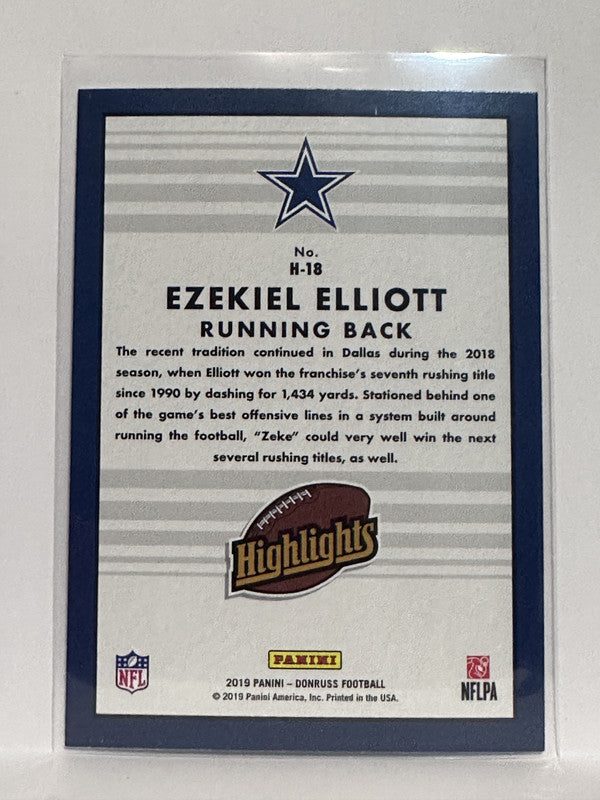 No.
H-18
EZEKIEL ELLIOTT
RUNNING BACK
The recent tradition continued in Dallas during the 2018
season, when Elliott won the franchise's seventh rushing title
since 1990 by dashing for 1,434 yards. Stationed behind one
of the game's best offensive lines in a system built around
running the football, "Zeke" could very well win the next
several rushing titles, as well.
Highlights
PANINI
NFL
NFLPA
2019 PANINI – DONRUSS FOOTBALL
© 2019 Panini America, Inc. Printed in the USA.